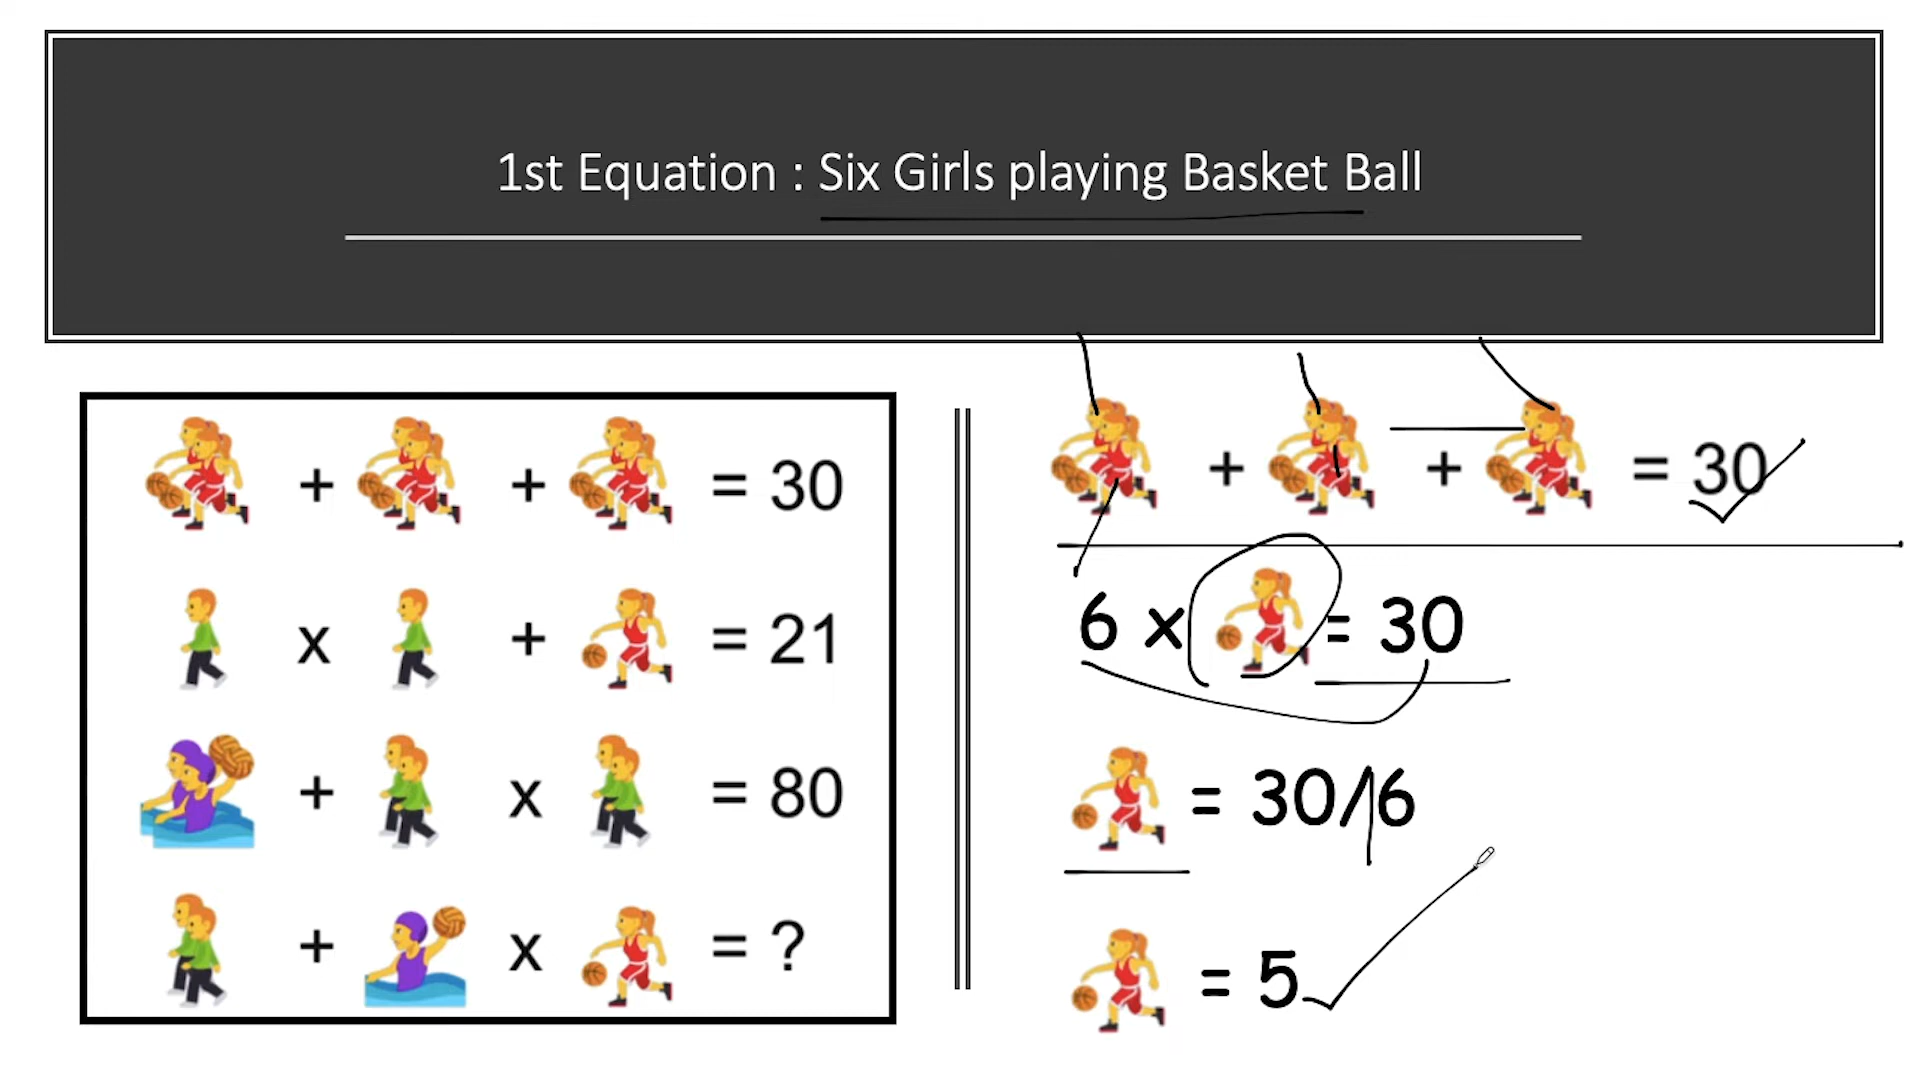 1st Equation : Six Girls playing Basket Ball
+ + = 30
x + = 21
+ x = 80
+ x = ?
+ + = 30
6 x = 30
= 30/6
= 5